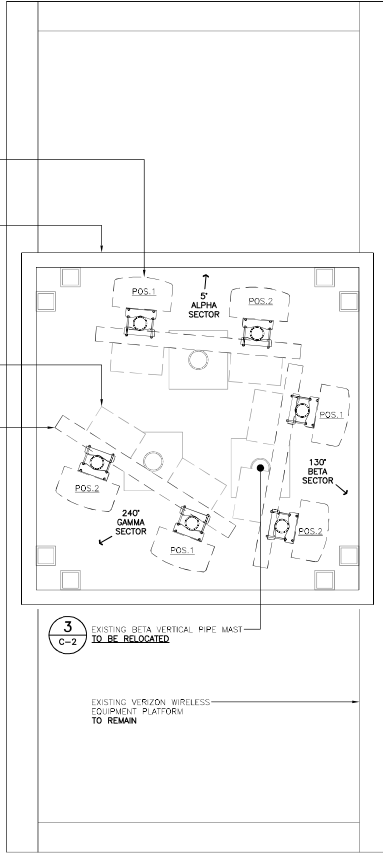 POS.1
5°
ALPHA
SECTOR
POS.2
POS.1
130°
BETA
SECTOR
POS.2
POS.2
240°
GAMMA
SECTOR
POS.1
3
C-2
EXISTING BETA VERTICAL PIPE MAST
TO BE RELOCATED
EXISTING VERIZON WIRELESS
EQUIPMENT PLATFORM
TO REMAIN